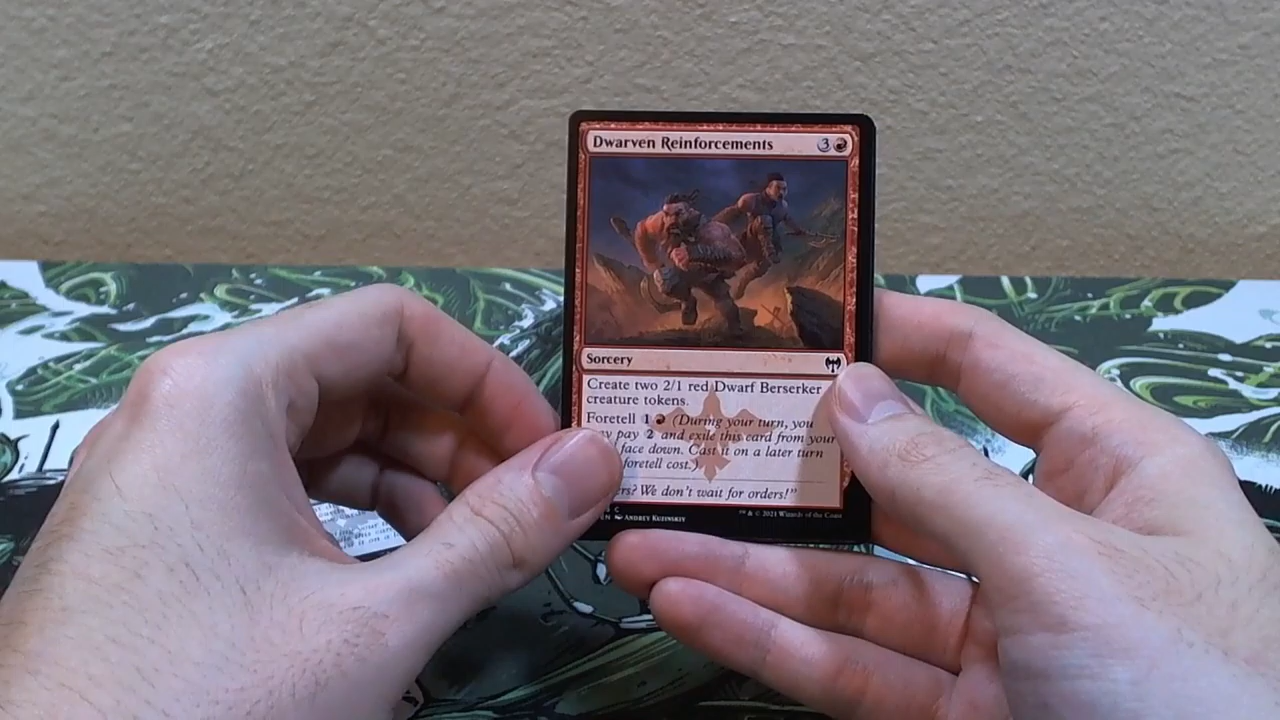 Dwarven Reinforcements 3
Sorcery
Create two 2/1 red Dwarf Berserker
creature tokens.
Foretell 1 (During your turn, you
pay 2 and exile this card from your
face down. Cast it on a later turn
foretell cost.)
We don't wait for orders!"
C
EN ANDREY KUZINSKIY
™ & © 2021 Wizards of the Coast